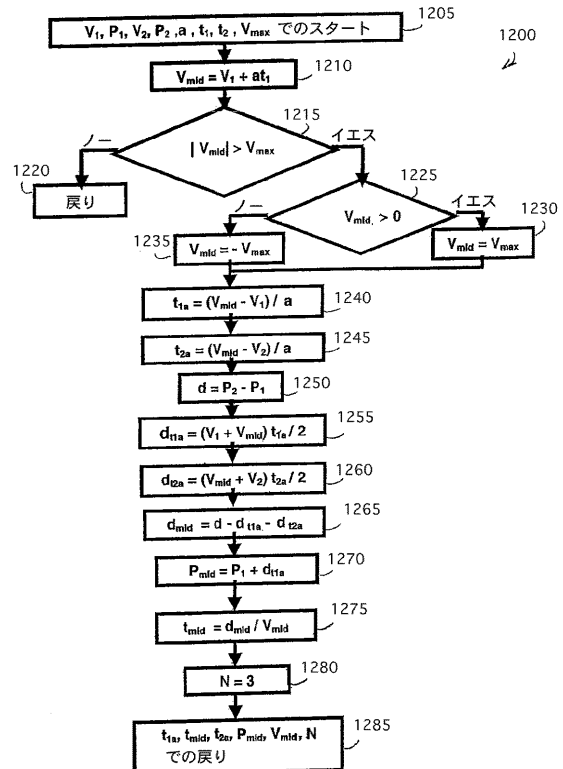 1205
V1, P1, V2, P2 ,a , t1, t2 , Vmax でのスタート
1200
1210
Vmid = V1 + at1
1215
| Vmid| > Vmax
ノー
イエス
1220
戻り
1225
Vmid. > 0
ノー
イエス
1230
Vmid = Vmax
1235
Vmid = - Vmax
1240
t1a = (Vmid - V1) / a
1245
t2a = (Vmid - V2) / a
1250
d = P2 - P1
1255
dt1a = (V1 + Vmid) t1a / 2
1260
dt2a = (Vmid + V2) t2a / 2
1265
dmid = d - dt1a. - dt2a
1270
Pmid = P1 + dt1a
1275
tmid = dmid / Vmid
1280
N = 3
1285
t1a, tmid, t2a, Pmid, Vmid, N
での戻り